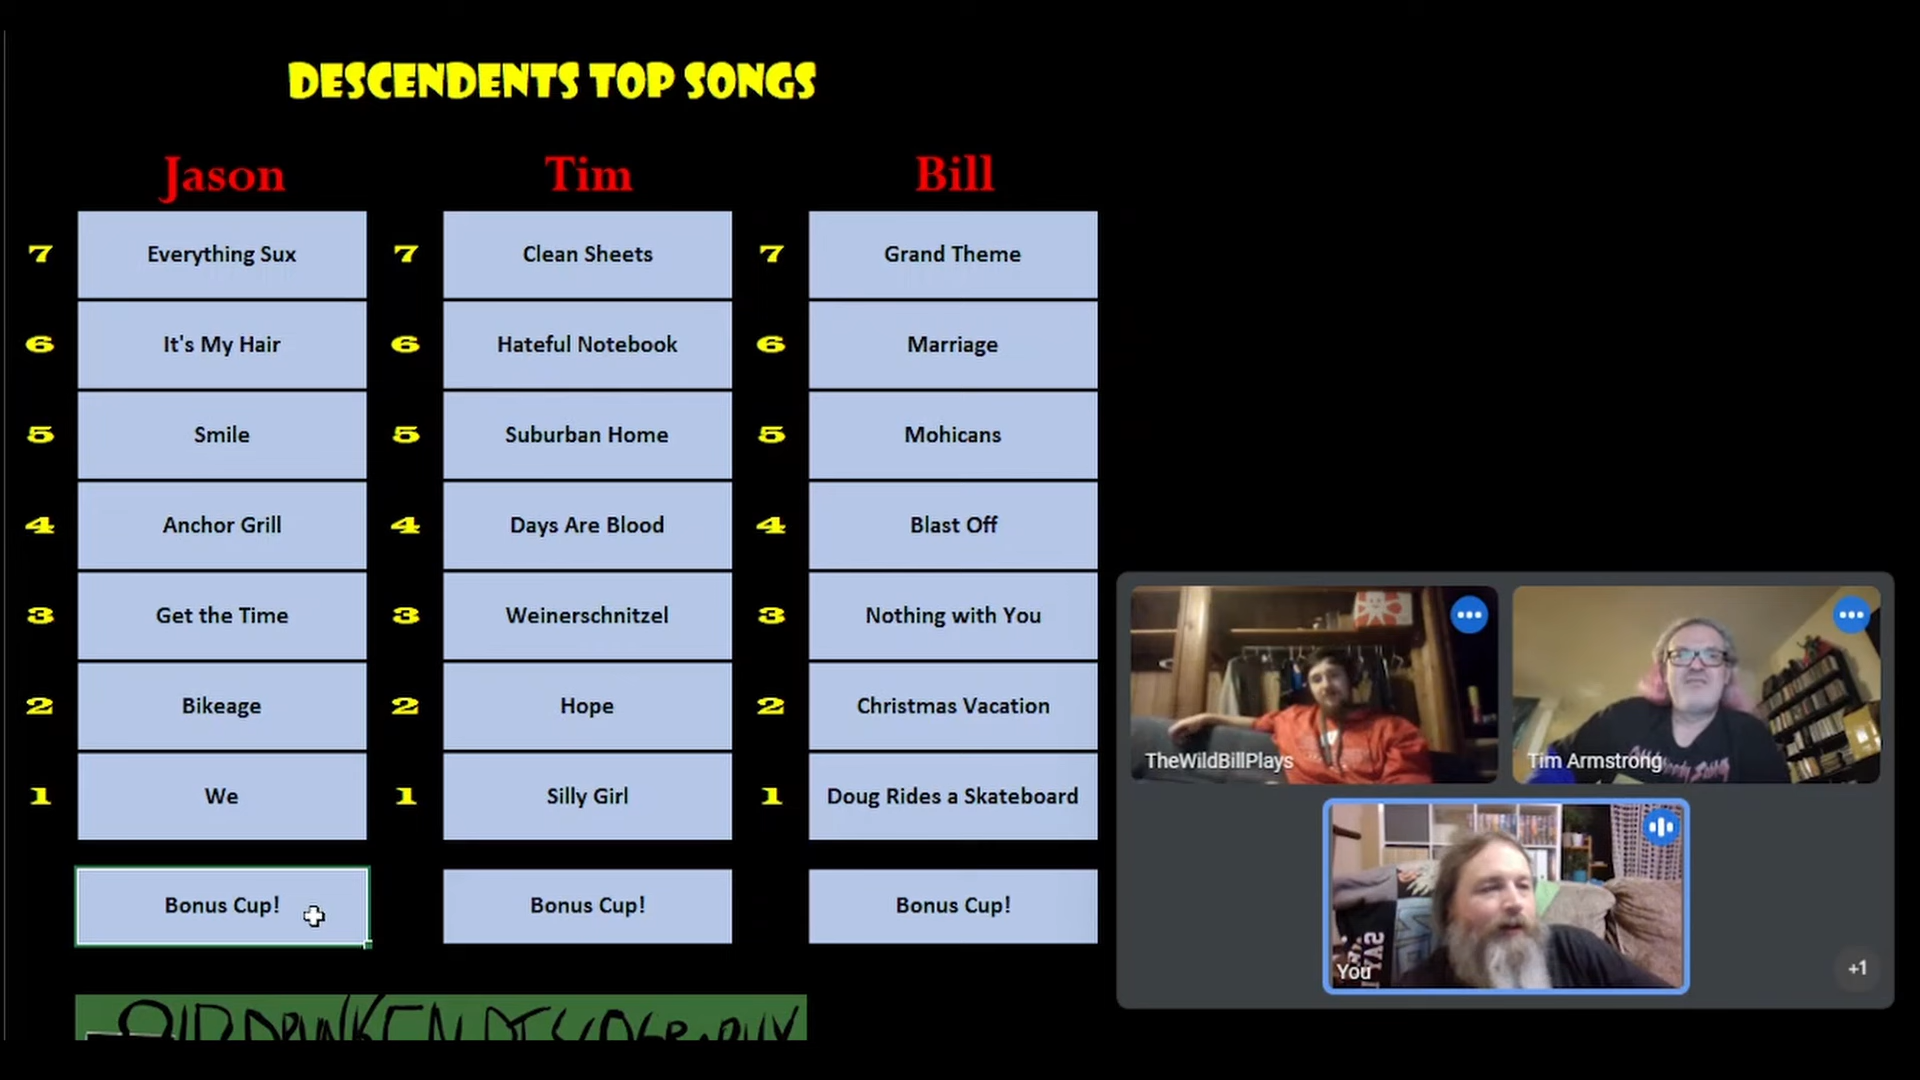 DESCENDENTS TOP SONGS
Jason Tim Bill
7 Everything Sux 7 Clean Sheets 7 Grand Theme
6 It's My Hair 6 Hateful Notebook 6 Marriage
5 Smile 5 Suburban Home 5 Mohicans
4 Anchor Grill 4 Days Are Blood 4 Blast Off
3 Get the Time 3 Weinerschnitzel 3 Nothing with You
2 Bikeage 2 Hope 2 Christmas Vacation
1 We 1 Silly Girl 1 Doug Rides a Skateboard
Bonus Cup! Bonus Cup! Bonus Cup!
TheWildBillPlays
Tim Armstrong
You
+1